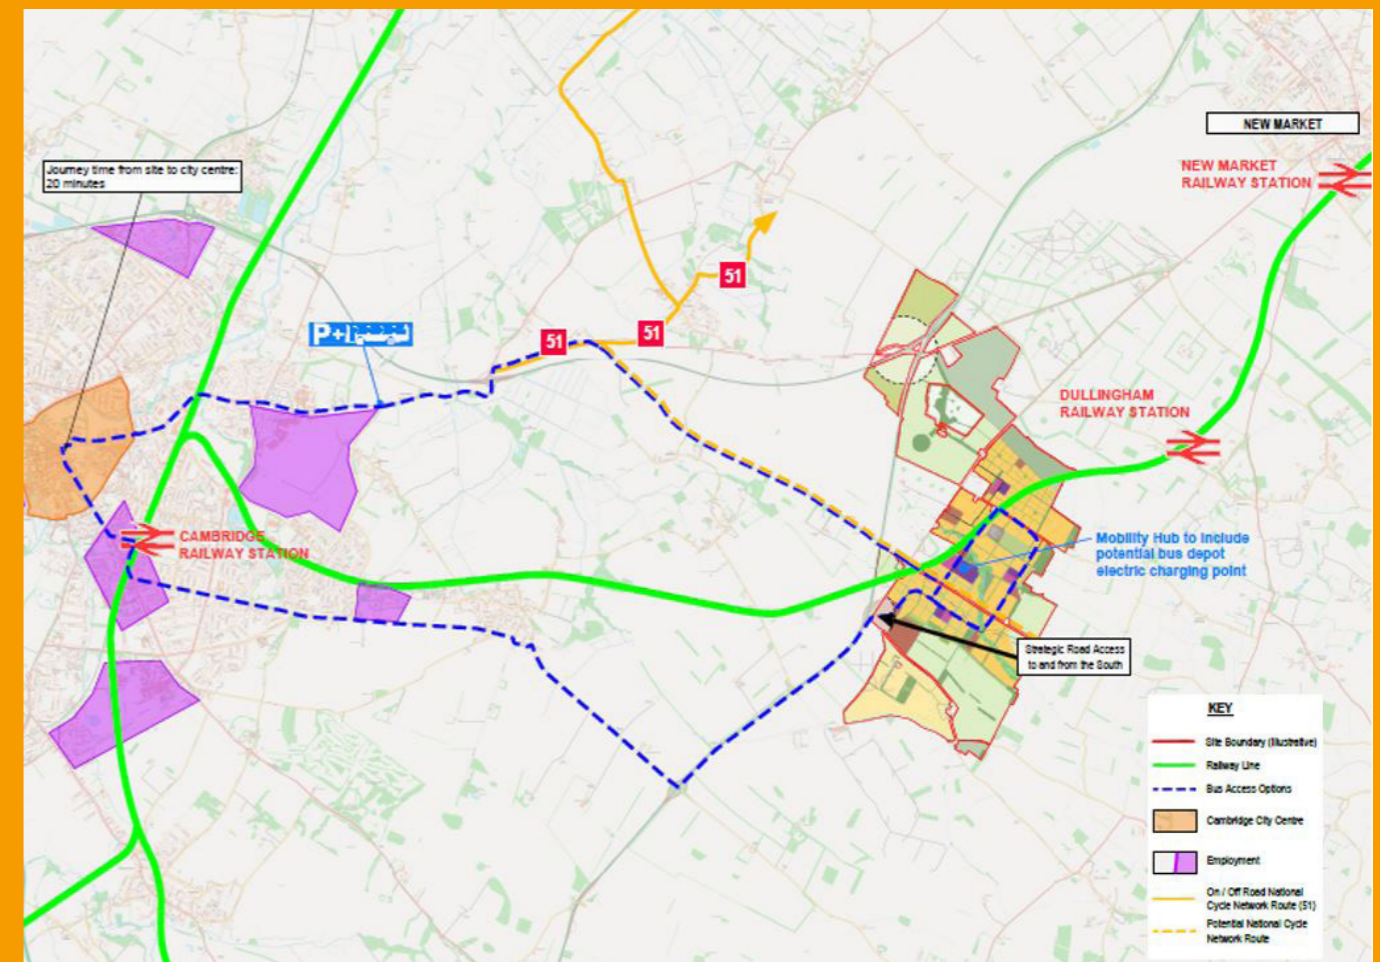 NEW MARKET
Journey time from site to city centre:
20 minutes
NEW MARKET
RAILWAY STATION
51
P+
51
51
DULLINGHAM
RAILWAY STATION
CAMBRIDGE
RAILWAY STATION
Mobility Hub to include
potential bus depot
electric charging point
Strategic Road Access
to and from the South
KEY
Site Boundary (Illustrative)
Railway Line
Bus Access Options
Cambridge City Centre
Employment
On / Off Road National
Cycle Network Route (51)
Potential National Cycle
Network Route